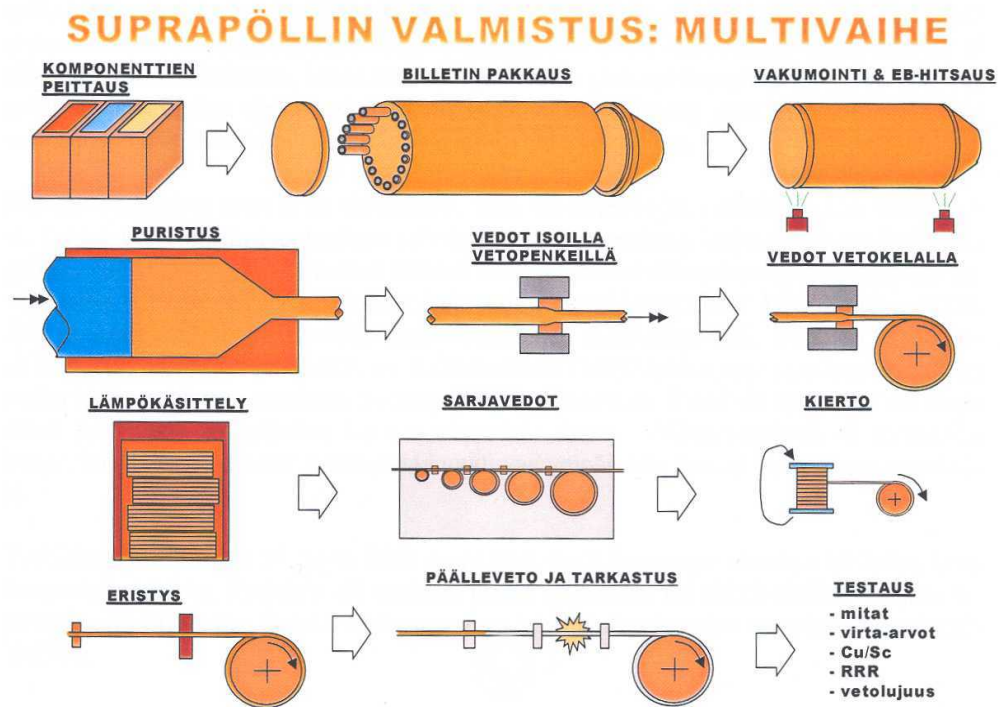 SUPRAPÖLLIN VALMISTUS: MULTIVAIHE
KOMPONENTTIEN
PEITTAUS
BILLETIN PAKKAUS
VAKUMOINTI & EB-HITSAUS
PURISTUS
VEDOT ISOILLA
VETOPENKEILLÄ
VEDOT VETOKELALLA
LÄMPÖKÄSITTELY
SARJAVEDOT
KIERTO
ERISTYS
PÄÄLLEVETO JA TARKASTUS
TESTAUS
- mitat
- virta-arvot
- Cu/Sc
- RRR
- vetolujuus